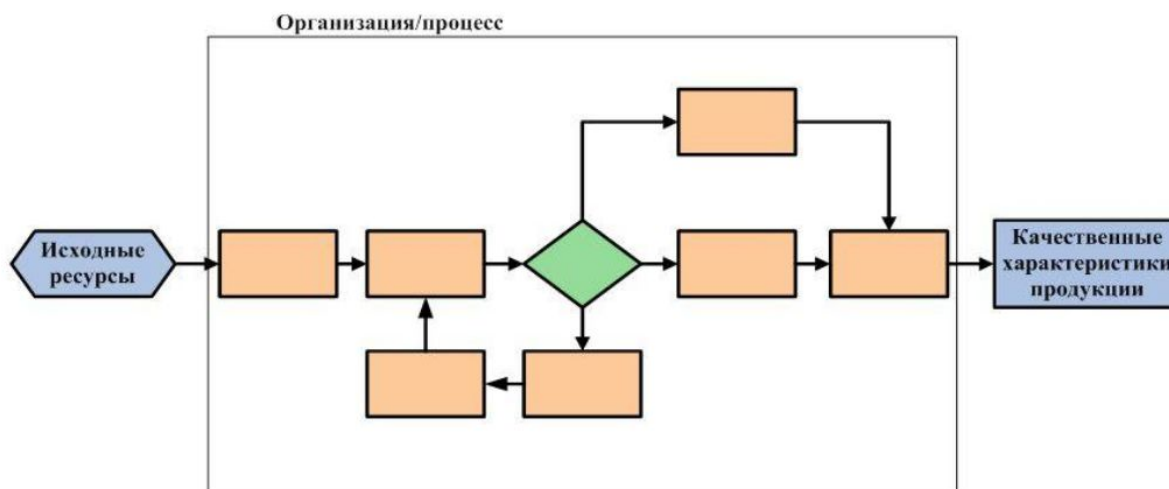 Организация/процесс
Исходные
ресурсы
Качественные
характеристики
продукции